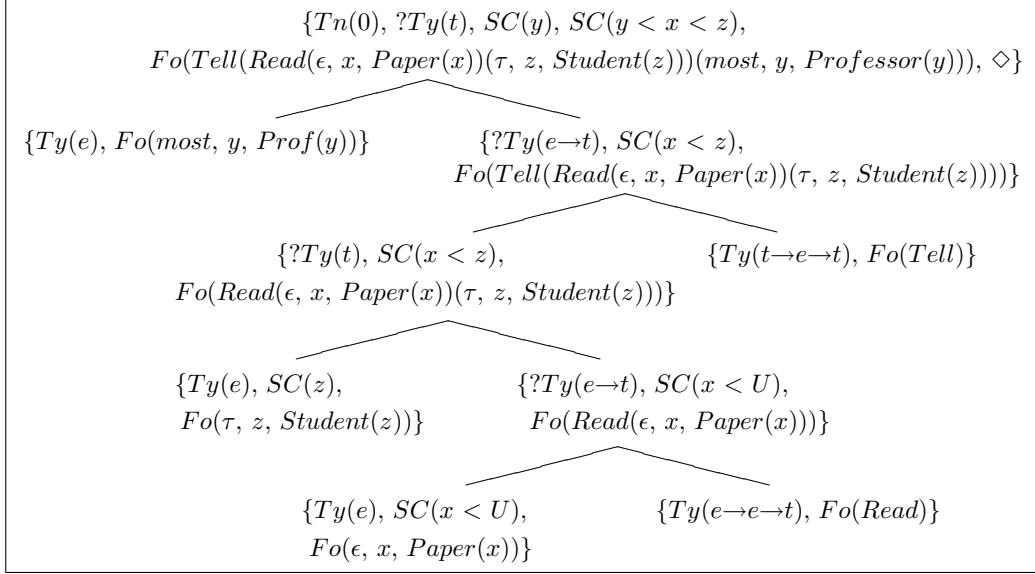 {Tn(0), ?Ty(t), SC(y), SC(y < x < z),
Fo(Tell(Read(ϵ, x, Paper(x))(τ, z, Student(z)))(most, y, Professor(y))), ◇}
{Ty(e), Fo(most, y, Prof(y))}
{?Ty(e→t), SC(x < z),
Fo(Tell(Read(ϵ, x, Paper(x))(τ, z, Student(z))))}
{?Ty(t), SC(x < z),
Fo(Read(ϵ, x, Paper(x))(τ, z, Student(z)))}
{Ty(t→e→t), Fo(Tell)}
{Ty(e), SC(z),
Fo(τ, z, Student(z))}
{?Ty(e→t), SC(x < U),
Fo(Read(ϵ, x, Paper(x)))}
{Ty(e), SC(x < U),
Fo(ϵ, x, Paper(x))}
{Ty(e→e→t), Fo(Read)}